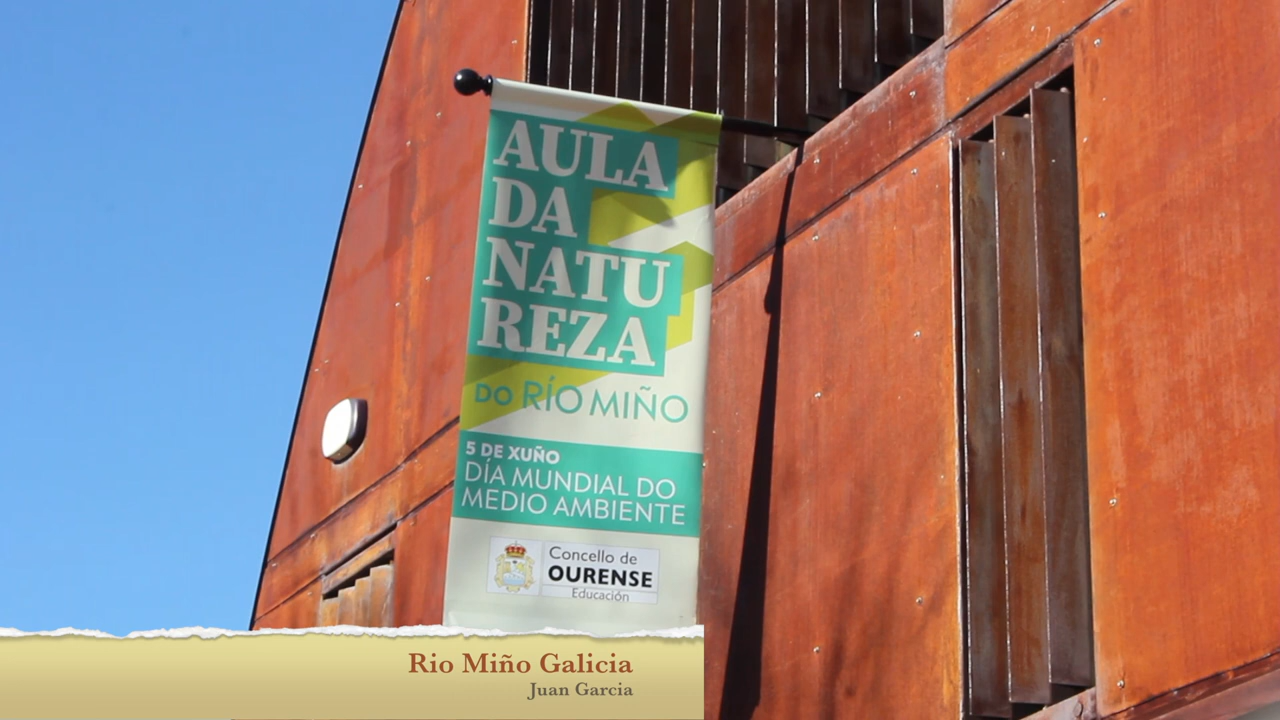 AULA
DA
NATU
REZA
DO RÍO MIÑO
5 DE XUÑO
DÍA MUNDIAL DO
MEDIO AMBIENTE
Concello de
OURENSE
Educación
Rio Miño Galicia
Juan Garcia